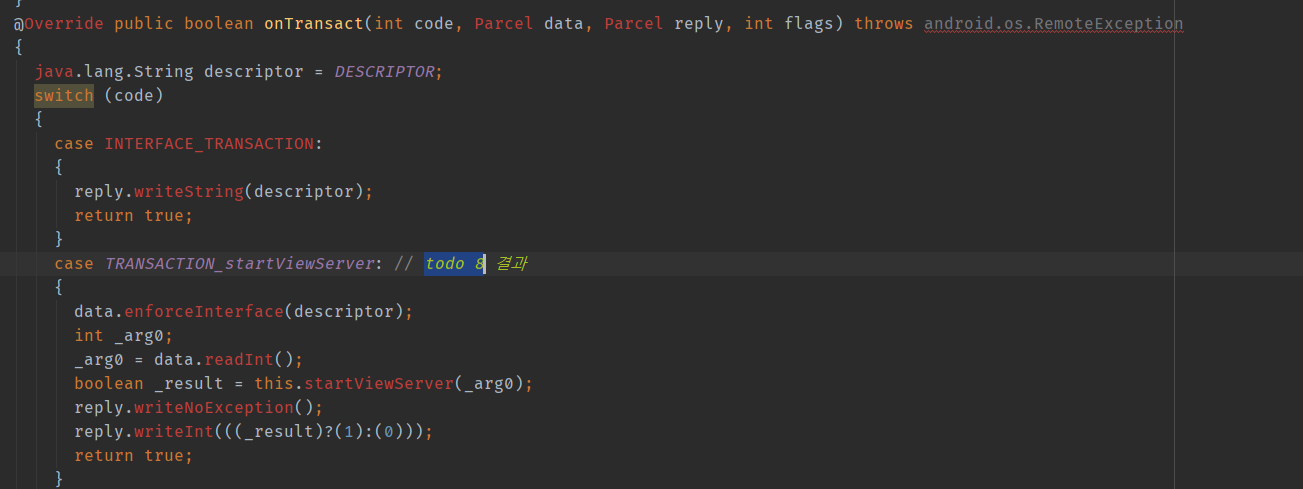 }
@Override public boolean onTransact(int code, Parcel data, Parcel reply, int flags) throws android.os.RemoteException
{
  java.lang.String descriptor = DESCRIPTOR;
  switch (code)
  {
    case INTERFACE_TRANSACTION:
    {
      reply.writeString(descriptor);
      return true;
    }
    case TRANSACTION_startViewServer: // todo 8 결과
    {
      data.enforceInterface(descriptor);
      int _arg0;
      _arg0 = data.readInt();
      boolean _result = this.startViewServer(_arg0);
      reply.writeNoException();
      reply.writeInt(((_result)?(1):(0)));
      return true;
    }